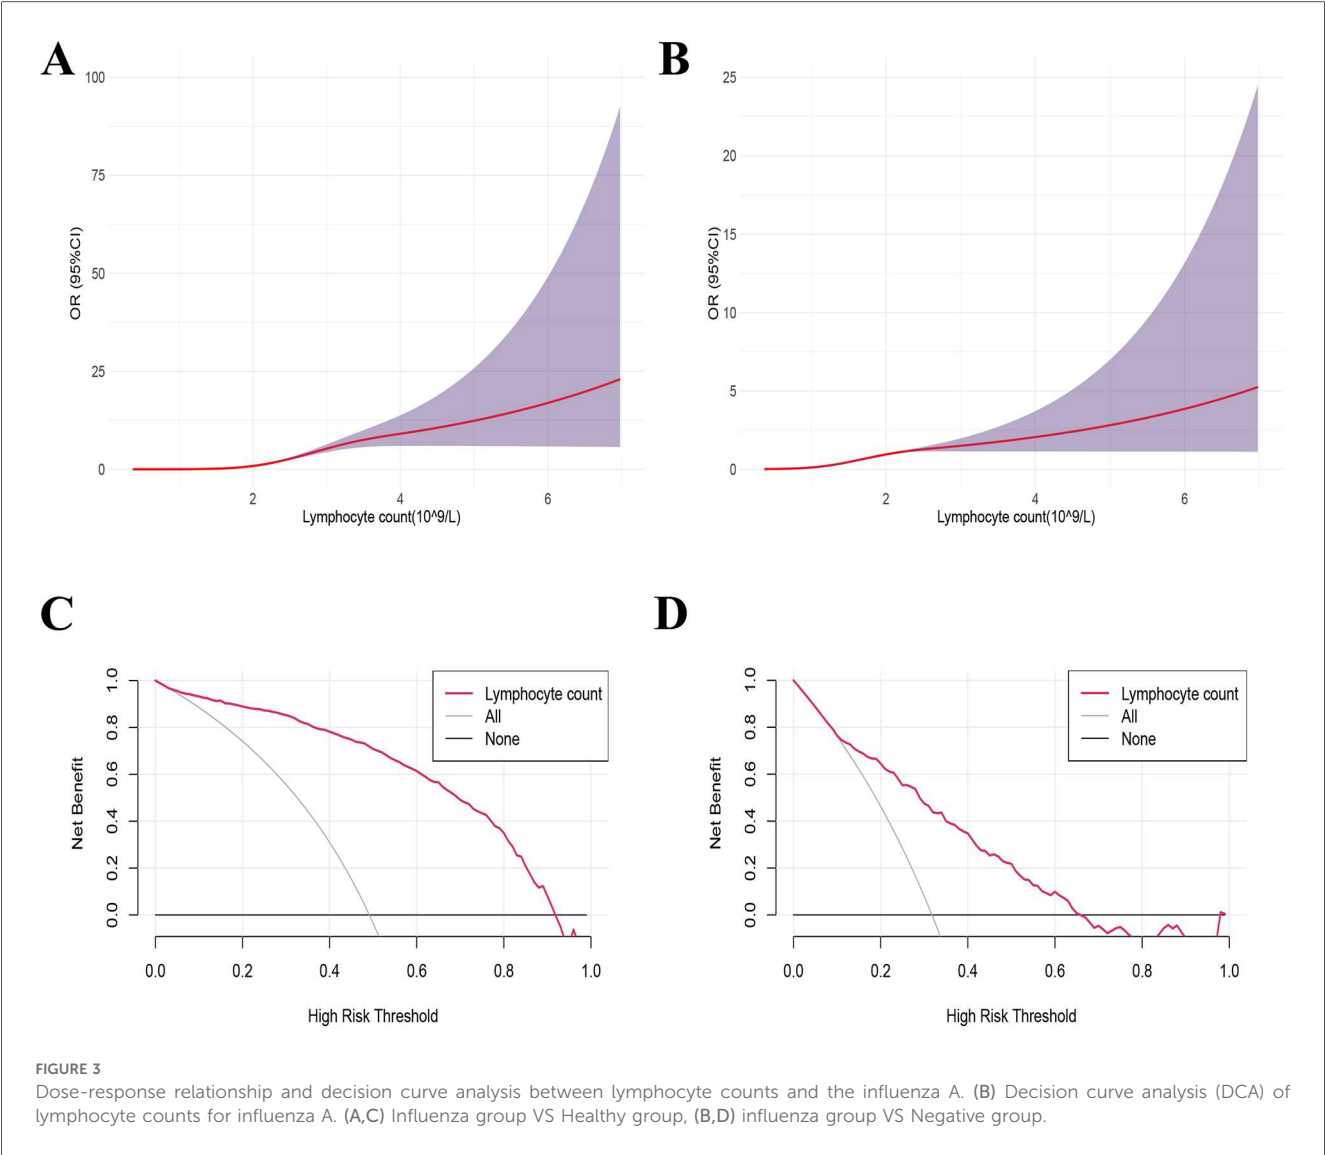 A
100
75
50
25
0
OR (95%CI)
2
4
6
Lymphocyte count(10^9/L)
B
25
20
15
10
5
0
OR (95%CI)
2
4
6
Lymphocyte count(10^9/L)
C
1.0
0.8
0.6
0.4
0.2
0.0
Net Benefit
Lymphocyte count
All
None
0.0
0.2
0.4
0.6
0.8
1.0
High Risk Threshold
D
1.0
0.8
0.6
0.4
0.2
0.0
Net Benefit
Lymphocyte count
All
None
0.0
0.2
0.4
0.6
0.8
1.0
High Risk Threshold
FIGURE 3
Dose-response relationship and decision curve analysis between lymphocyte counts and the influenza A. (B) Decision curve analysis (DCA) of
lymphocyte counts for influenza A. (A,C) Influenza group VS Healthy group, (B,D) influenza group VS Negative group.